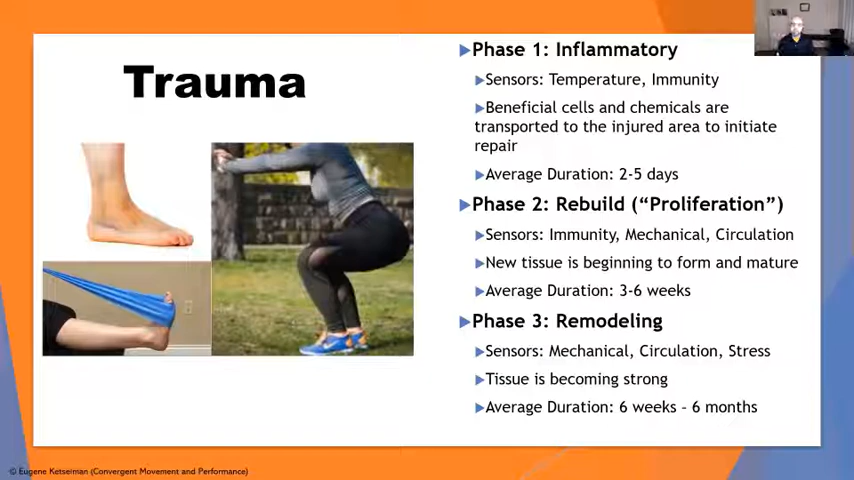 Trauma
Phase 1: Inflammatory
Sensors: Temperature, Immunity
Beneficial cells and chemicals are
transported to the injured area to initiate
repair
Average Duration: 2-5 days
Phase 2: Rebuild (“Proliferation”)
Sensors: Immunity, Mechanical, Circulation
New tissue is beginning to form and mature
Average Duration: 3-6 weeks
Phase 3: Remodeling
Sensors: Mechanical, Circulation, Stress
Tissue is becoming strong
Average Duration: 6 weeks – 6 months
© Eugene Ketselman (Convergent Movement and Performance)